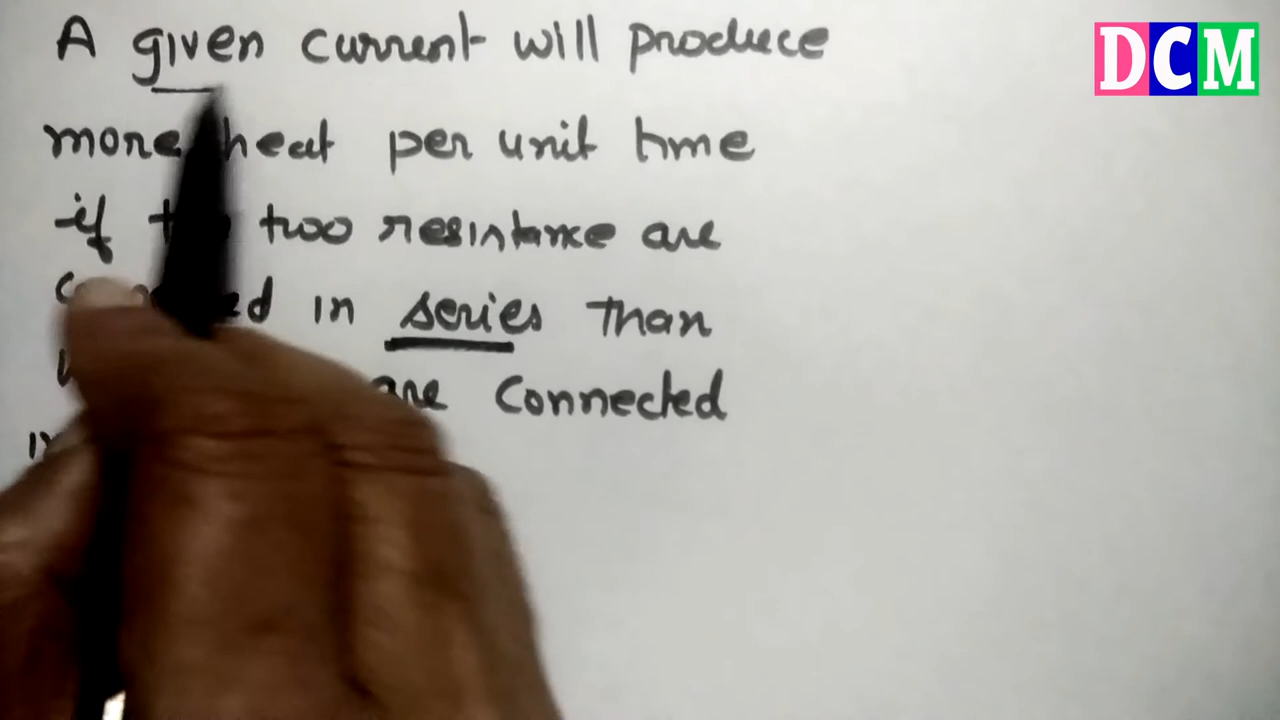 A given current will produce
more heat per unit time
if two resistance are
in series than
are connected
DCM